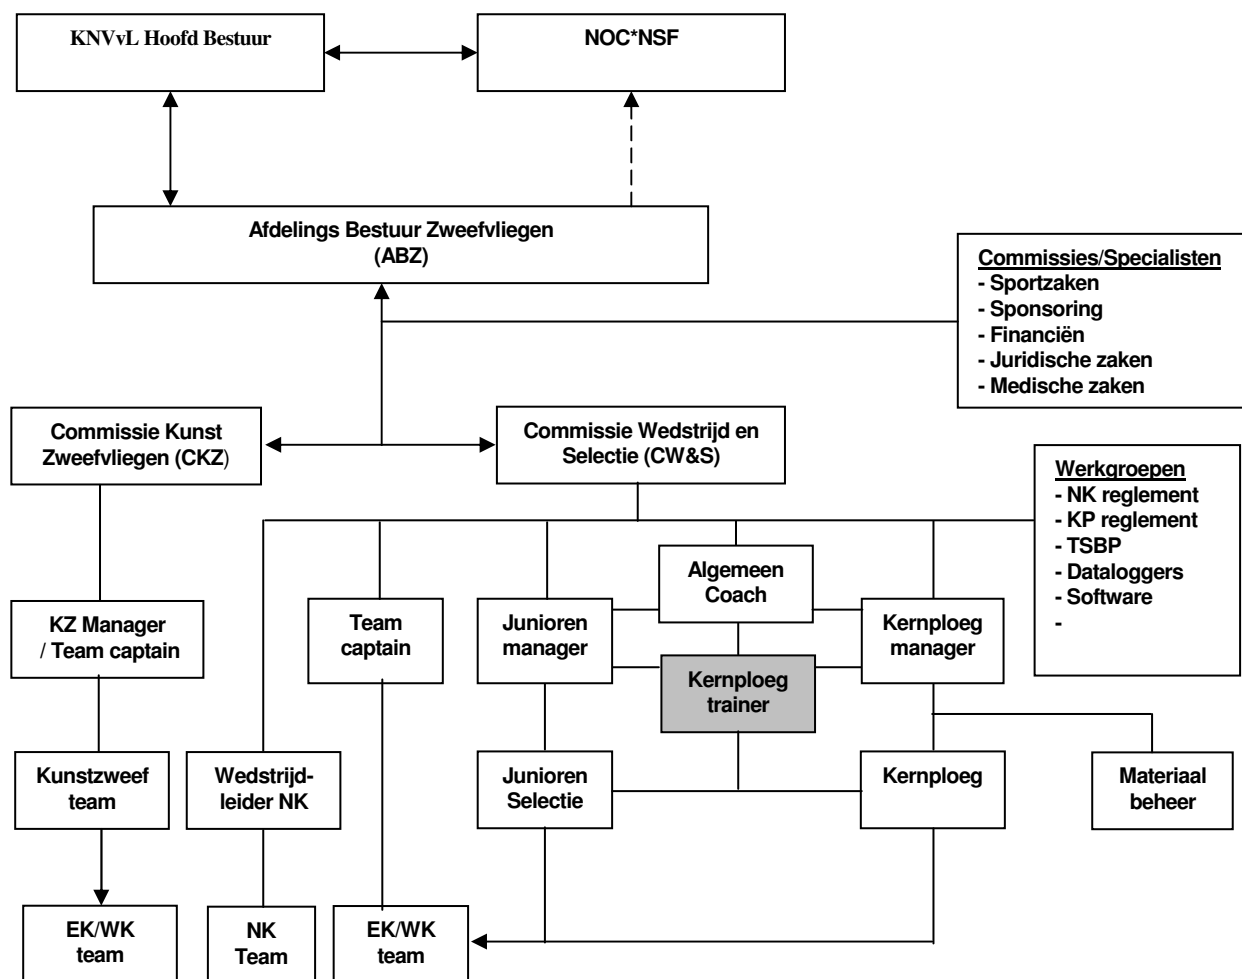 KNVvL Hoofd Bestuur
NOC*NSF
Afdelings Bestuur Zweefvliegen
(ABZ)
Commissies/Specialisten
- Sportzaken
- Sponsoring
- Financiën
- Juridische zaken
- Medische zaken
Commissie Kunst
Zweefvliegen (CKZ)
Commissie Wedstrijd en
Selectie (CW&S)
Werkgroepen
- NK reglement
- KP reglement
- TSBP
- Dataloggers
- Software
-
Algemeen
Coach
KZ Manager
/ Team captain
Team
captain
Junioren
manager
Kernploeg
manager
Kernploeg
trainer
Kunstzweef
team
Wedstrijd-
leider NK
Junioren
Selectie
Kernploeg
Materiaal
beheer
EK/WK
team
NK
Team
EK/WK
team